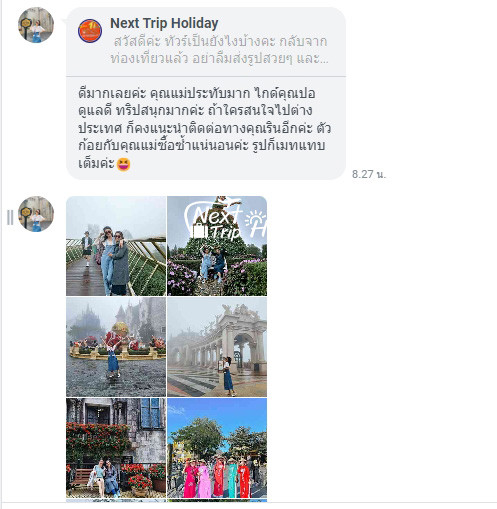 Next Trip Holiday
สวัสดีค่ะ ทัวร์เป็นยังไงบ้างคะ กลับจาก
ท่องเที่ยวแล้ว อย่าลืมส่งรูปสวยๆ และ...
ดีมากเลยค่ะ คุณแม่ประทับมาก ไกด์คุณปอ
ดูแลดี ทริปสนุกมากค่ะ ถ้าใครสนใจไปต่าง
ประเทศ ก็คงแนะนำติดต่อทางคุณรินอีกค่ะ ตัว
ก้อยกับคุณแม่ซื้อซ้ำแน่นอนค่ะ รูปก็เมทแทบ
เต็มค่ะ😆
8.27 น.
Next
Trip
H